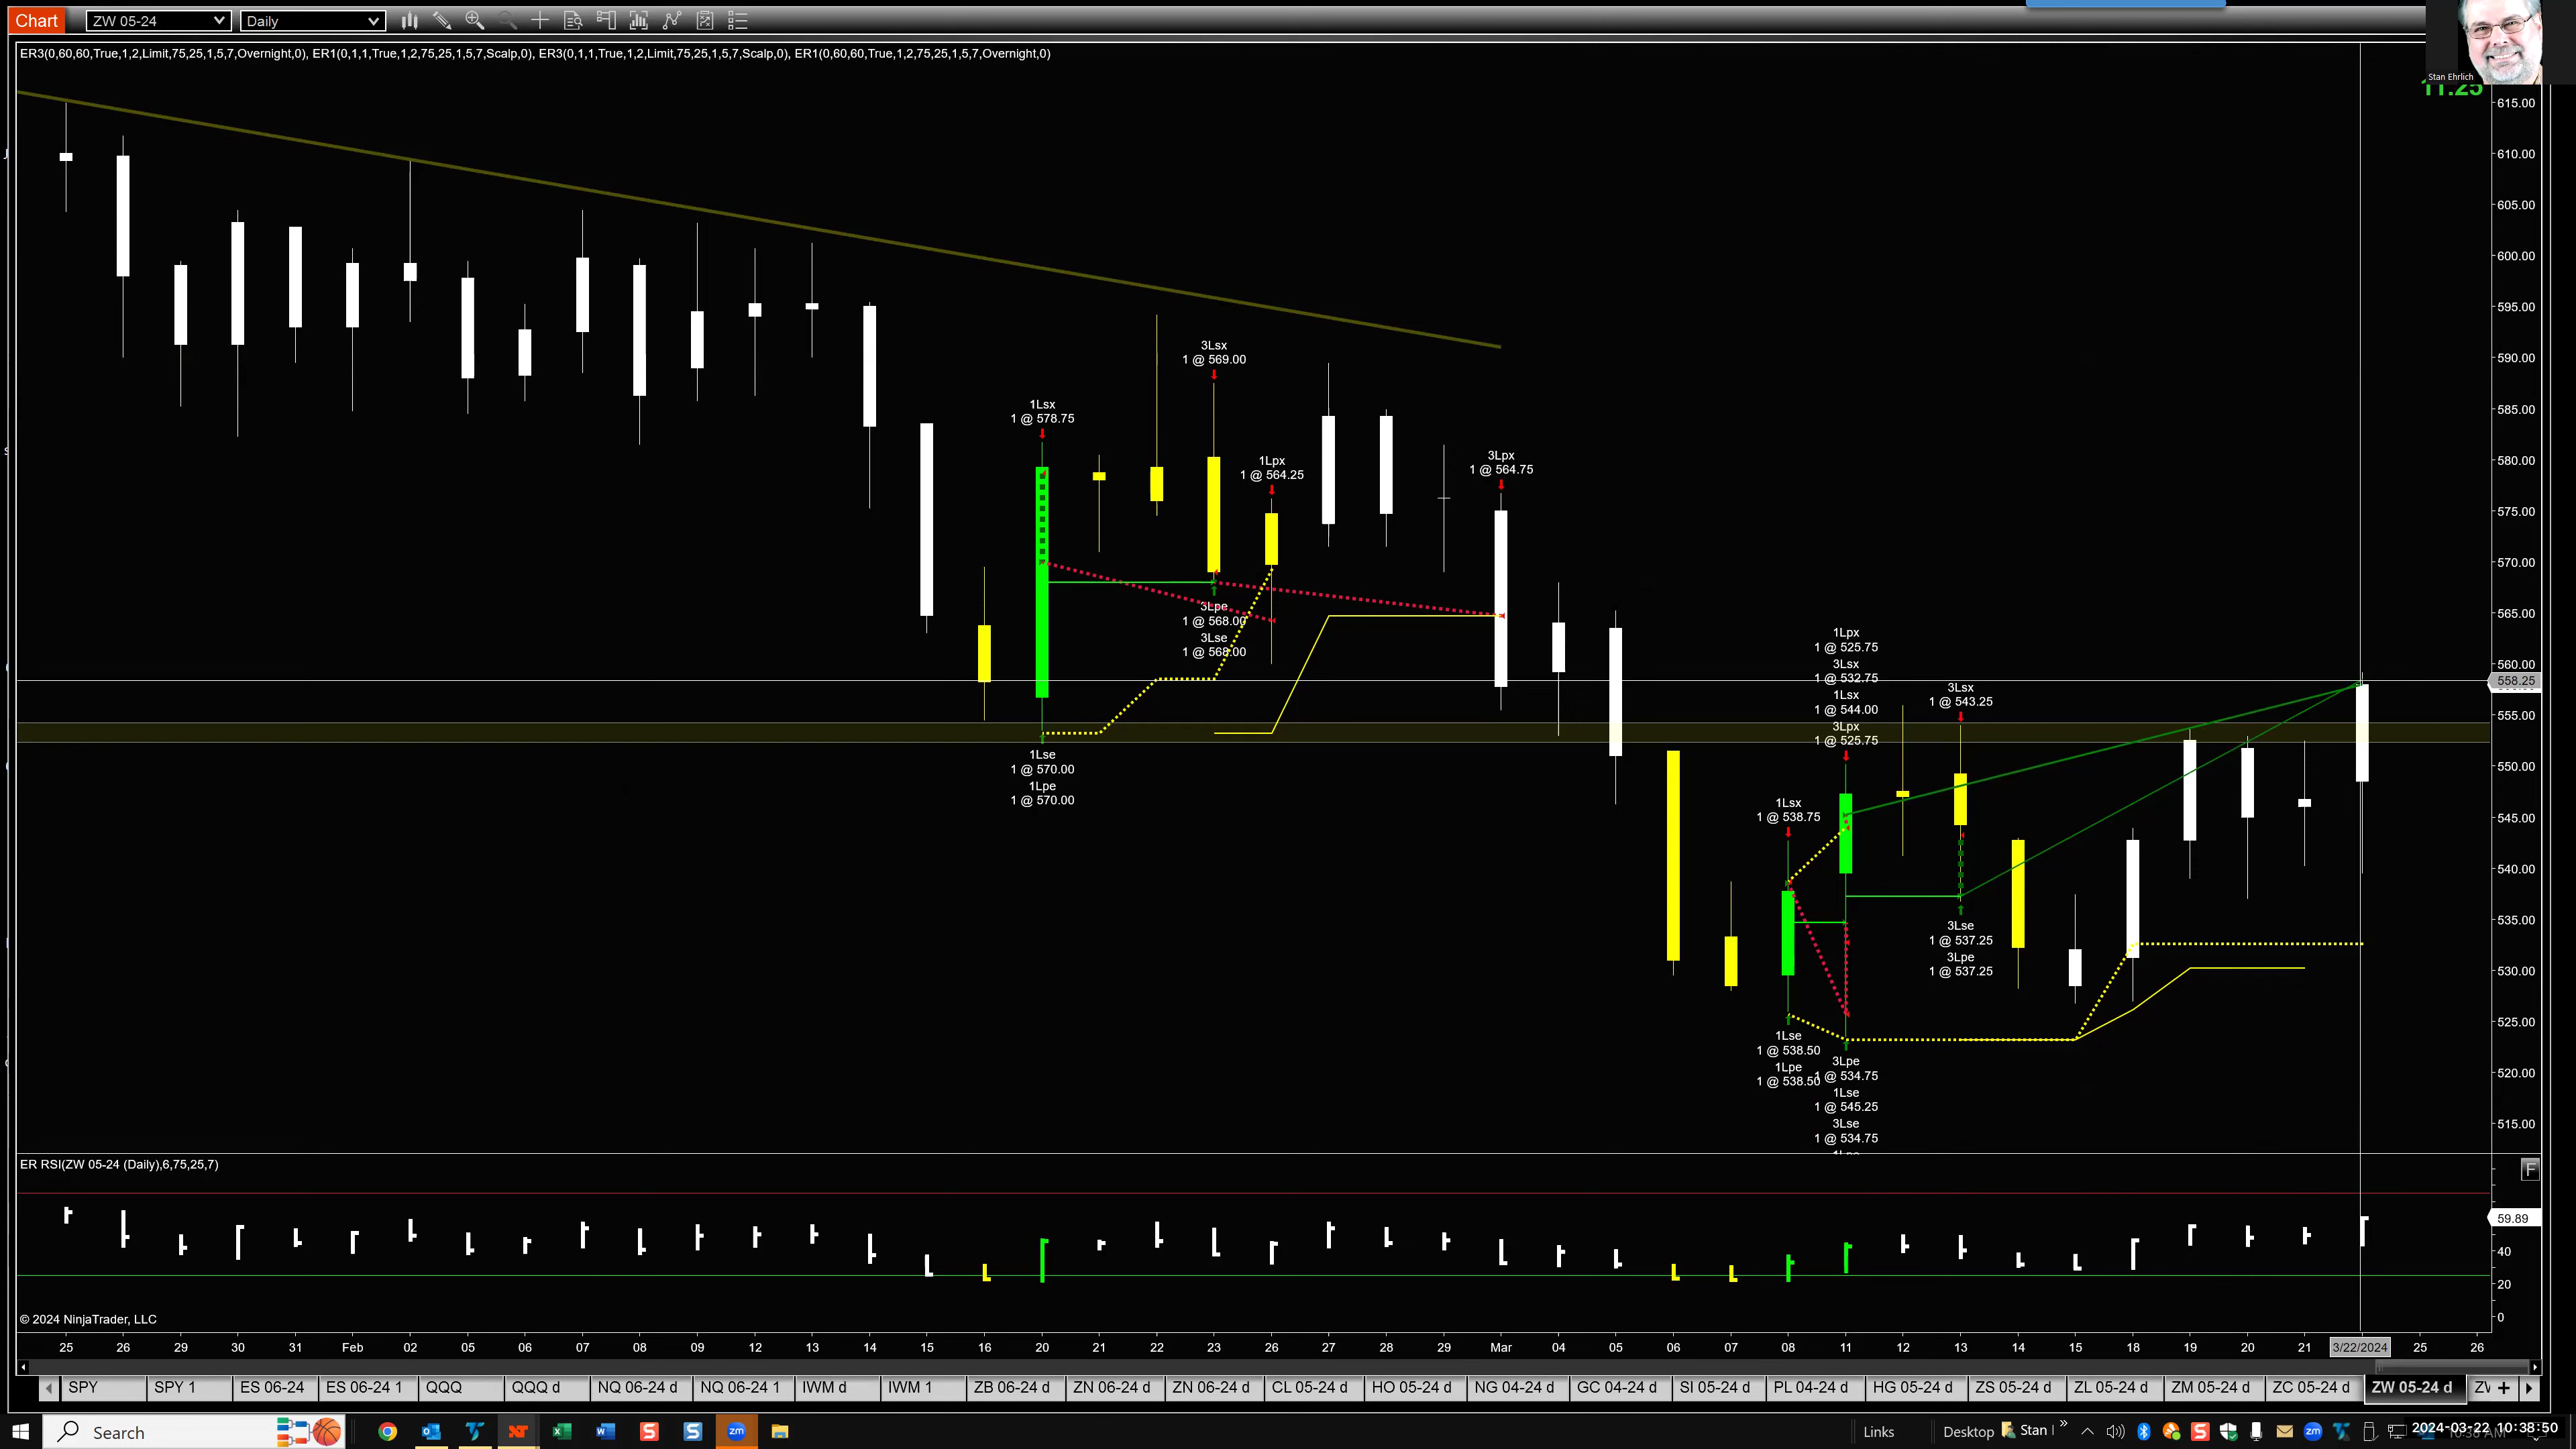 Chart
ZW 05-24
Daily
Stan Ehrlich
ER3(0,60,60,True,1,2,Limit,75,25,1,5,7,Overnight,0), ER1(0,1,1,True,1,2,75,25,1,5,7,Scalp,0), ER3(0,1,1,True,1,2,Limit,75,25,1,5,7,Scalp,0), ER1(0,60,60,True,1,2,75,25,1,5,7,Overnight,0)
11.25
615.00
610.00
605.00
600.00
595.00
590.00
585.00
580.00
575.00
570.00
565.00
560.00
558.25
555.00
550.00
545.00
540.00
535.00
530.00
525.00
520.00
515.00
1Lsx
1 @ 578.75
1Lse
1 @ 570.00
1Lpe
1 @ 570.00
3Lsx
1 @ 569.00
3Lpe
1 @ 568.00
3Lse
1 @ 568.00
1Lpx
1 @ 564.25
3Lpx
1 @ 564.75
1Lsx
1 @ 538.75
1Lse
1 @ 538.50
1Lpe
1 @ 538.50
1Lpx
1 @ 525.75
3Lsx
1 @ 532.75
1Lsx
1 @ 544.00
3Lpx
1 @ 525.75
3Lpe
1 @ 534.75
1Lse
1 @ 545.25
3Lse
1 @ 534.75
3Lsx
1 @ 543.25
3Lse
1 @ 537.25
3Lpe
1 @ 537.25
ER RSI(ZW 05-24 (Daily),6,75,25,7)
F
59.89
40
20
0
© 2024 NinjaTrader, LLC
25 26 29 30 31 Feb 02 05 06 07 08 09 12 13 14 15 16 20 21 22 23 26 27 28 29 Mar 04 05 06 07 08 11 12 13 14 15 18 19 20 21 3/22/2024 25 26
SPY SPY 1 ES 06-24 ES 06-24 1 QQQ QQQ d NQ 06-24 d NQ 06-24 1 IWM d IWM 1 ZB 06-24 d ZN 06-24 d ZN 06-24 d CL 05-24 d HO 05-24 d NG 04-24 d GC 04-24 d SI 05-24 d PL 04-24 d HG 05-24 d ZS 05-24 d ZL 05-24 d ZM 05-24 d ZC 05-24 d ZW 05-24 d
Search
Links
Desktop
Stan
2024-03-22 10:38:50